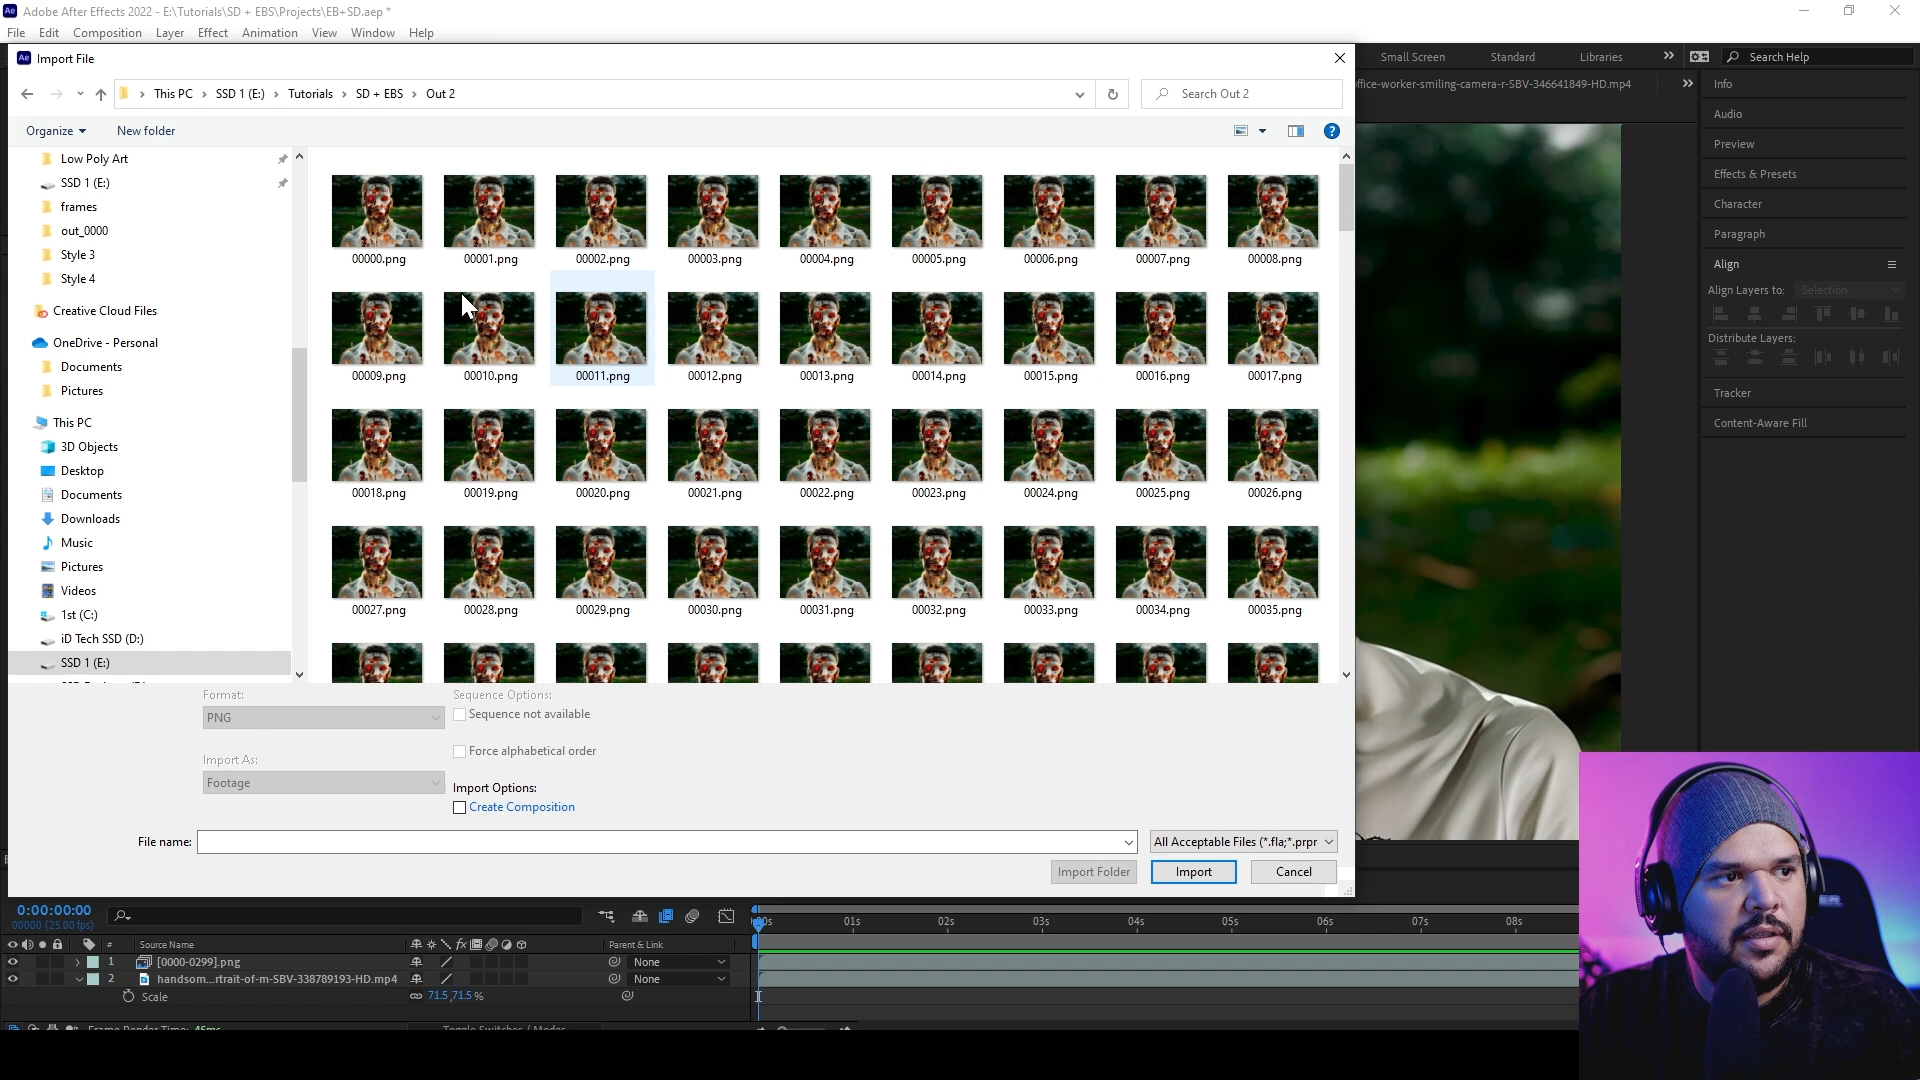 Adobe After Effects 2022 - E:\Tutorials\SD + EBS\Projects\EB+SD.aep *
File Edit Composition Layer Effect Animation View Window Help
Import File
Small Screen Standard Libraries Search Help
This PC > SSD 1 (E:) > Tutorials > SD + EBS > Out 2
Search Out 2
ffice-worker-smiling-camera-r-SBV-346641849-HD.mp4
Organize New folder
Low Poly Art
SSD 1 (E:)
frames
out_0000
Style 3
Style 4
Creative Cloud Files
OneDrive - Personal
Documents
Pictures
This PC
3D Objects
Desktop
Documents
Downloads
Music
Pictures
Videos
1st (C:)
iD Tech SSD (D:)
SSD 1 (E:)
00000.png 00001.png 00002.png 00003.png 00004.png 00005.png 00006.png 00007.png 00008.png
00009.png 00010.png 00011.png 00012.png 00013.png 00014.png 00015.png 00016.png 00017.png
00018.png 00019.png 00020.png 00021.png 00022.png 00023.png 00024.png 00025.png 00026.png
00027.png 00028.png 00029.png 00030.png 00031.png 00032.png 00033.png 00034.png 00035.png
Info
Audio
Preview
Effects & Presets
Character
Paragraph
Align
Align Layers to: Selection
Distribute Layers:
Tracker
Content-Aware Fill
Format:
PNG
Import As:
Footage
Sequence Options:
Sequence not available
Force alphabetical order
Import Options:
Create Composition
File name:
All Acceptable Files (*.fla;*.prpr
Import Folder Import Cancel
0:00:00:00
00000 (25.00 fps)
00s 01s 02s 03s 04s 05s 06s 07s 08s
# Source Name Parent & Link
1 [0000-0299].png None
2 handsom...rtrait-of-m-SBV-338789193-HD.mp4 None
Scale 71.5,71.5 %
Frame Render Time: 45ms Toggle Switches / Modes